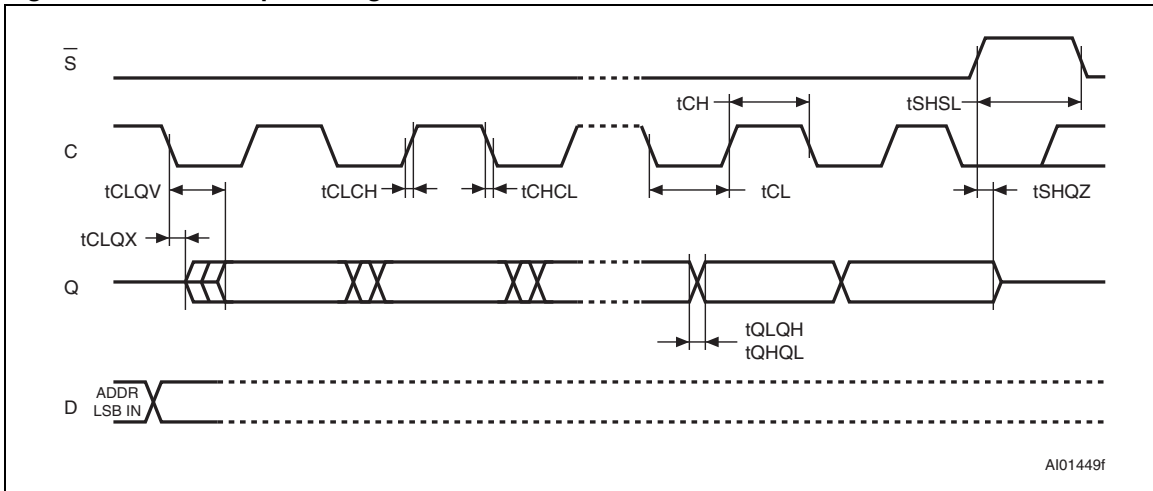 S
tCH
tSHSL
C
tCLQV
tCLCH
tCHCL
tCL
tSHQZ
tCLQX
Q
tQLQH
tQHQL
D
ADDR
LSB IN
AI01449f